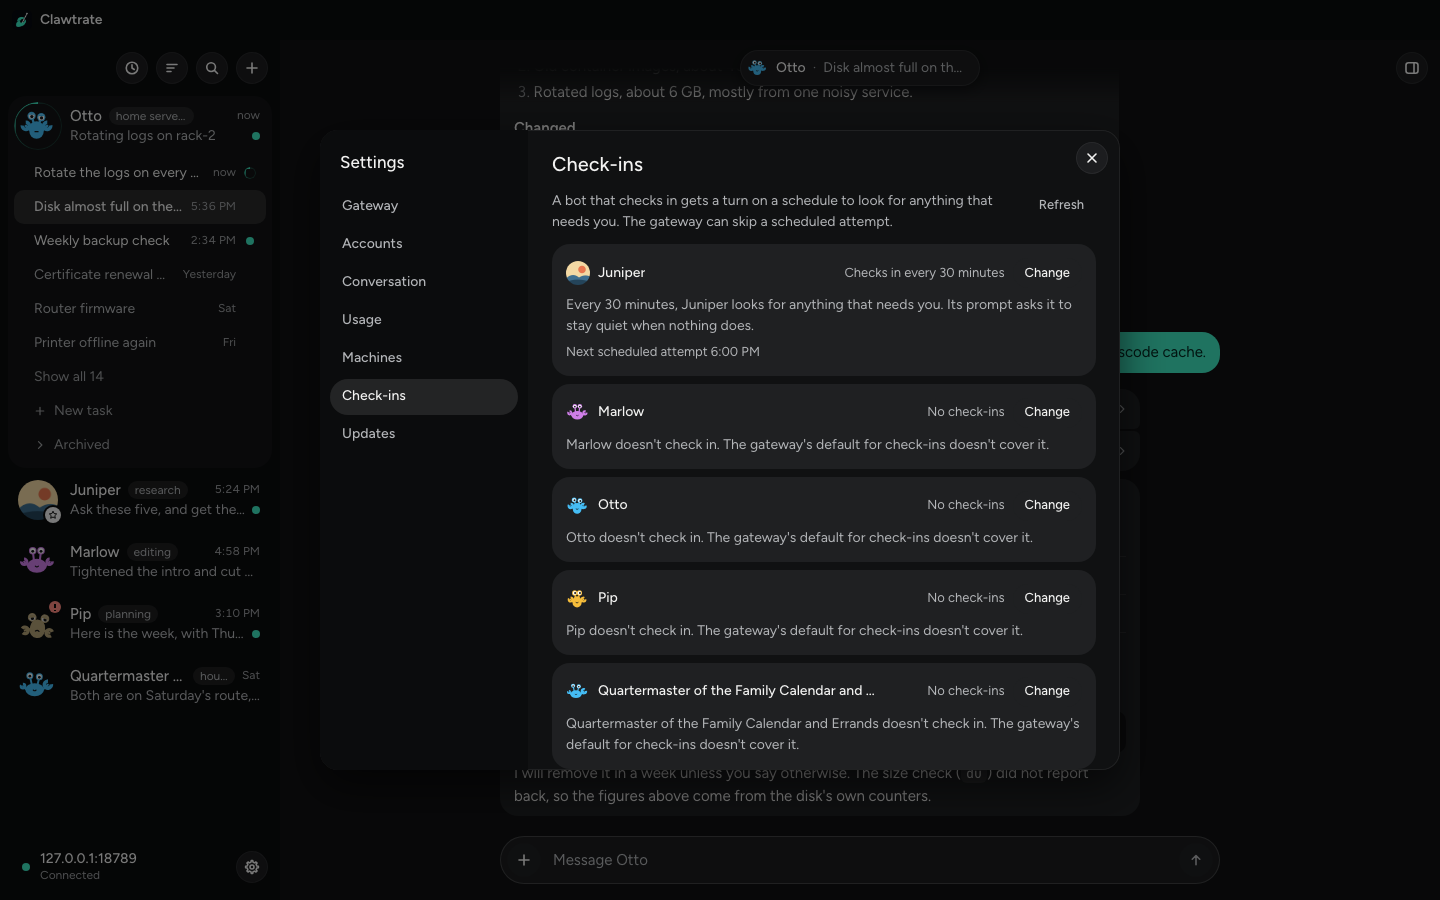 Clawtrate
Otto home serve... now
Rotating logs on rack-2
Rotate the logs on every ... now
Disk almost full on the... 5:36 PM
Weekly backup check 2:34 PM
Certificate renewal ... Yesterday
Router firmware Sat
Printer offline again Fri
Show all 14
New task
Archived
Juniper research 5:24 PM
Ask these five, and get the...
Marlow editing 4:58 PM
Tightened the intro and cut ...
Pip planning 3:10 PM
Here is the week, with Thu...
Quartermaster ... hou... Sat
Both are on Saturday's route,...
127.0.0.1:18789
Connected
Otto · Disk almost full on th...
3. Rotated logs, about 6 GB, mostly from one noisy service.
Changed
Settings
Gateway
Accounts
Conversation
Usage
Machines
Check-ins
Updates
Check-ins
A bot that checks in gets a turn on a schedule to look for anything that
needs you. The gateway can skip a scheduled attempt.
Refresh
Juniper Checks in every 30 minutes Change
Every 30 minutes, Juniper looks for anything that needs you. Its prompt asks it to
stay quiet when nothing does.
Next scheduled attempt 6:00 PM
Marlow No check-ins Change
Marlow doesn't check in. The gateway's default for check-ins doesn't cover it.
Otto No check-ins Change
Otto doesn't check in. The gateway's default for check-ins doesn't cover it.
Pip No check-ins Change
Pip doesn't check in. The gateway's default for check-ins doesn't cover it.
Quartermaster of the Family Calendar and ... No check-ins Change
Quartermaster of the Family Calendar and Errands doesn't check in. The gateway's
default for check-ins doesn't cover it.
scode cache.
I will remove it in a week unless you say otherwise. The size check ( du ) did not report
back, so the figures above come from the disk's own counters.
Message Otto